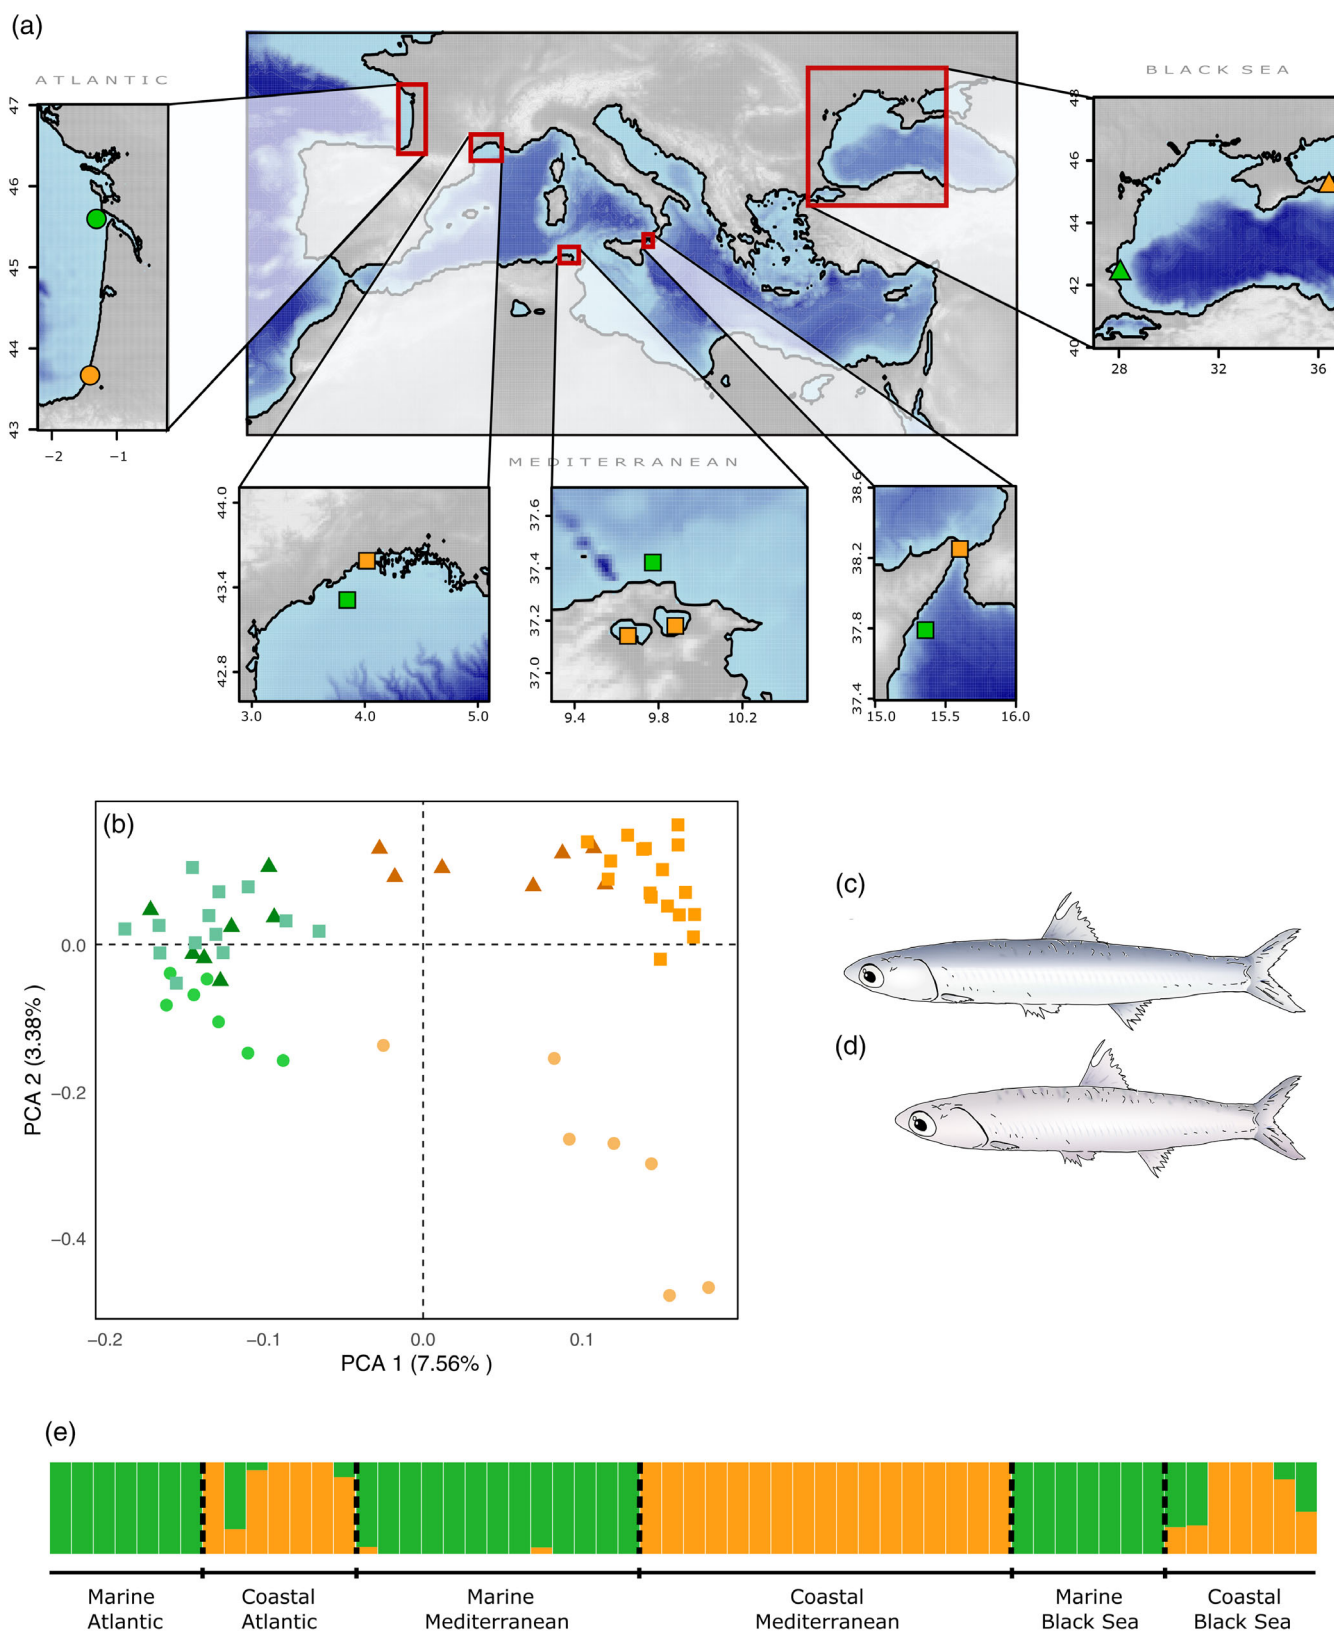 (a)
ATLANTIC
BLACK SEA
47
46
45
44
43
−2 −1
48
46
44
42
40
28 32 36
MEDITERRANEAN
44.0
43.4
42.8
3.0 4.0 5.0
37.6
37.4
37.2
37.0
9.4 9.8 10.2
38.6
38.2
37.8
37.4
15.0 15.5 16.0
(b)
0.0
−0.2
−0.4
PCA 2 (3.38% )
−0.2 −0.1 0.0 0.1
PCA 1 (7.56% )
(c)
(d)
(e)
Marine Coastal Marine Coastal Marine Coastal
Atlantic Atlantic Mediterranean Mediterranean Black Sea Black Sea